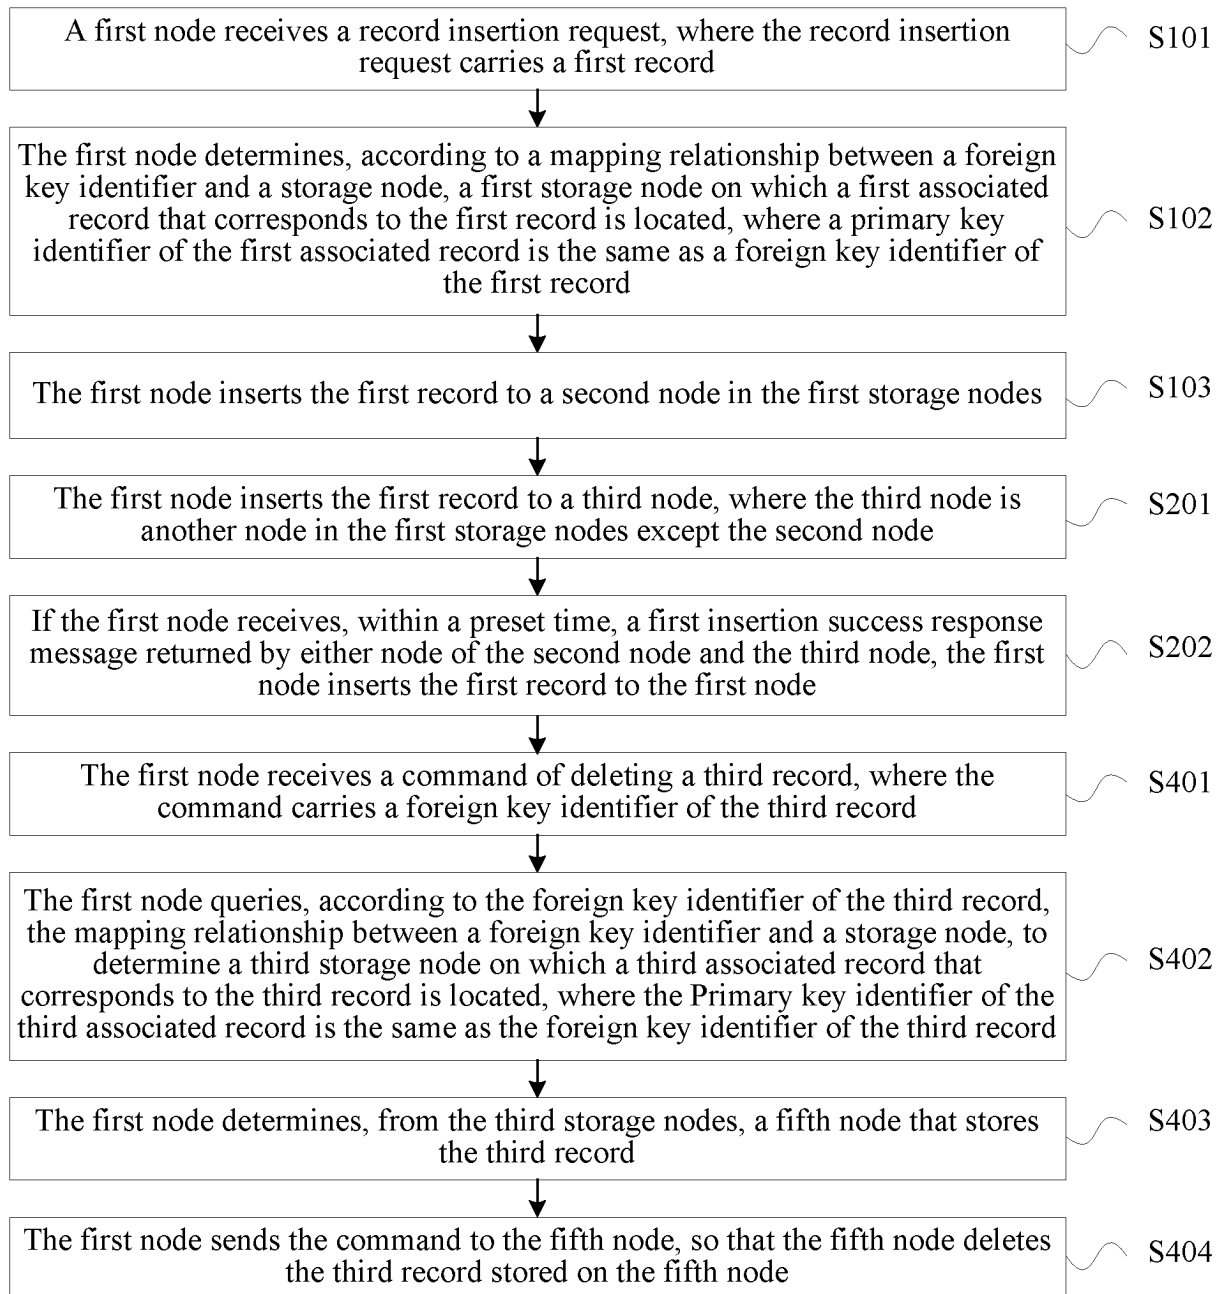 A first node receives a record insertion request, where the record insertion
request carries a first record
S101
The first node determines, according to a mapping relationship between a foreign
key identifier and a storage node, a first storage node on which a first associated
record that corresponds to the first record is located, where a primary key
identifier of the first associated record is the same as a foreign key identifier of
the first record
S102
The first node inserts the first record to a second node in the first storage nodes
S103
The first node inserts the first record to a third node, where the third node is
another node in the first storage nodes except the second node
S201
If the first node receives, within a preset time, a first insertion success response
message returned by either node of the second node and the third node, the first
node inserts the first record to the first node
S202
The first node receives a command of deleting a third record, where the
command carries a foreign key identifier of the third record
S401
The first node queries, according to the foreign key identifier of the third record,
the mapping relationship between a foreign key identifier and a storage node, to
determine a third storage node on which a third associated record that
corresponds to the third record is located, where the Primary key identifier of the
third associated record is the same as the foreign key identifier of the third record
S402
The first node determines, from the third storage nodes, a fifth node that stores
the third record
S403
The first node sends the command to the fifth node, so that the fifth node deletes
the third record stored on the fifth node
S404